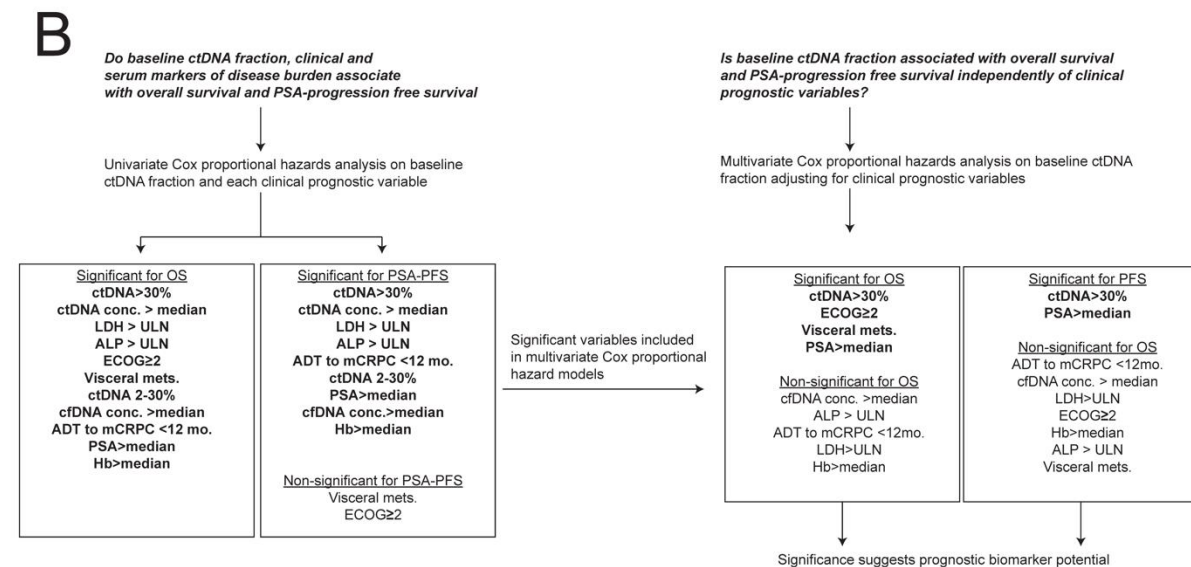 B
Do baseline ctDNA fraction, clinical and
serum markers of disease burden associate
with overall survival and PSA-progression free survival
Univariate Cox proportional hazards analysis on baseline
ctDNA fraction and each clinical prognostic variable
Significant for OS
ctDNA>30%
ctDNA conc. > median
LDH > ULN
ALP > ULN
ECOG≥2
Visceral mets.
ctDNA 2-30%
cfDNA conc. >median
ADT to mCRPC <12 mo.
PSA>median
Hb>median
Significant for PSA-PFS
ctDNA>30%
ctDNA conc. > median
LDH > ULN
ALP > ULN
ADT to mCRPC <12 mo.
ctDNA 2-30%
PSA>median
cfDNA conc.>median
Hb>median
Non-significant for PSA-PFS
Visceral mets.
ECOG≥2
Significant variables included
in multivariate Cox proportional
hazard models
Is baseline ctDNA fraction associated with overall survival
and PSA-progression free survival independently of clinical
prognostic variables?
Multivariate Cox proportional hazards analysis on baseline ctDNA
fraction adjusting for clinical prognostic variables
Significant for OS
ctDNA>30%
ECOG≥2
Visceral mets.
PSA>median
Non-significant for OS
cfDNA conc. >median
ALP > ULN
ADT to mCRPC <12mo.
LDH>ULN
Hb>median
Significant for PFS
ctDNA>30%
PSA>median
Non-significant for OS
ADT to mCRPC <12mo.
cfDNA conc. > median
LDH>ULN
ECOG≥2
Hb>median
ALP > ULN
Visceral mets.
Significance suggests prognostic biomarker potential